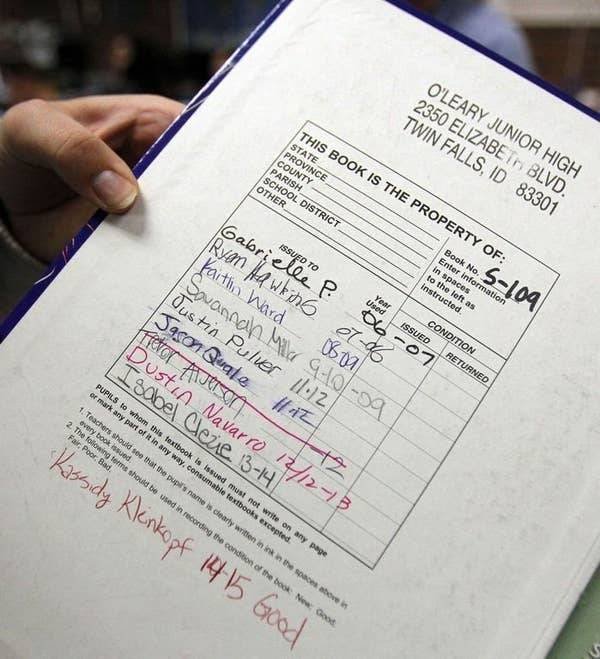 O'LEARY JUNIOR HIGH
2350 ELIZABETH BLVD.
TWIN FALLS, ID 83301
THIS BOOK IS THE PROPERTY OF:
STATE
PROVINCE
COUNTY
PARISH
SCHOOL DISTRICT
OTHER
Book No. S-109
Enter information
in spaces
to the left as
instructed.
ISSUED TO
Year Used
CONDITION
ISSUED
RETURNED
Gabrielle P. 06-07
Ryan Hawkins 07-08
Kaitlin Ward 08-09
Savannah Miller 9-10-09
Dustin Pulver 11-12
Jason 11-12
Trevor 12
Dustin Navarro 12/12-13
Isabel 13-14
PUPILS to whom this textbook is issued must not write on any page
or mark any part of it in any way, consumable textbooks excepted.
1. Teachers should see that the pupil's name is clearly written in ink in the spaces above in
every book issued.
2. The following terms should be used in recording the condition of the book: New; Good;
Fair; Poor; Bad.
Kassidy Kleinkopf 14-15 Good